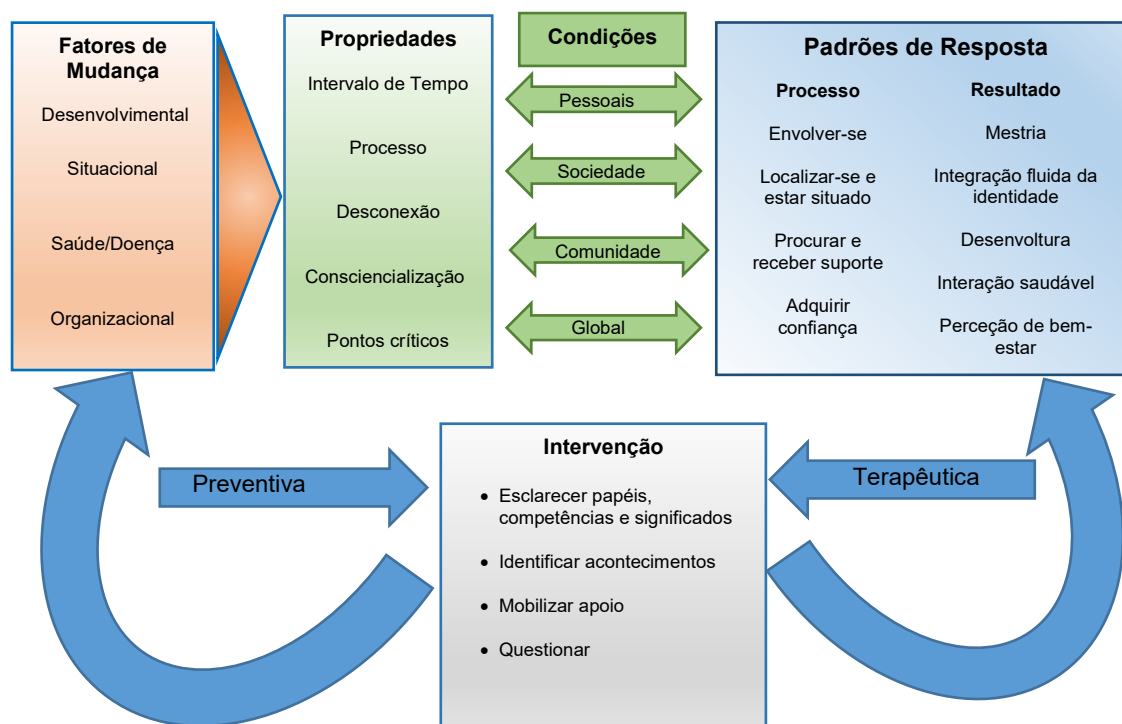 Fatores de
Mudança
Desenvolvimental
Situacional
Saúde/Doença
Organizacional
Propriedades
Intervalo de Tempo
Processo
Desconexão
Consciencialização
Pontos críticos
Condições
Pessoais
Sociedade
Comunidade
Global
Padrões de Resposta
Processo
Envolver-se
Localizar-se e
estar situado
Procurar e
receber suporte
Adquirir
confiança
Resultado
Mestria
Integração fluida da
identidade
Desenvoltura
Interação saudável
Perceção de bem-
estar
Preventiva
Intervenção
• Esclarecer papéis,
competências e significados
• Identificar acontecimentos
• Mobilizar apoio
• Questionar
Terapêutica